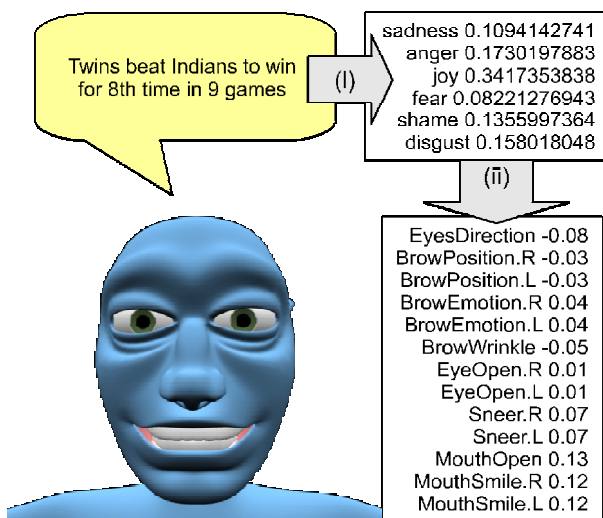 Twins beat Indians to win
for 8th time in 9 games
(I)
sadness 0.1094142741
anger 0.1730197883
joy 0.3417353838
fear 0.08221276943
shame 0.1355997364
disgust 0.158018048
(ii)
EyesDirection -0.08
BrowPosition.R -0.03
BrowPosition.L -0.03
BrowEmotion.R 0.04
BrowEmotion.L 0.04
BrowWrinkle -0.05
EyeOpen.R 0.01
EyeOpen.L 0.01
Sneer.R 0.07
Sneer.L 0.07
MouthOpen 0.13
MouthSmile.R 0.12
MouthSmile.L 0.12